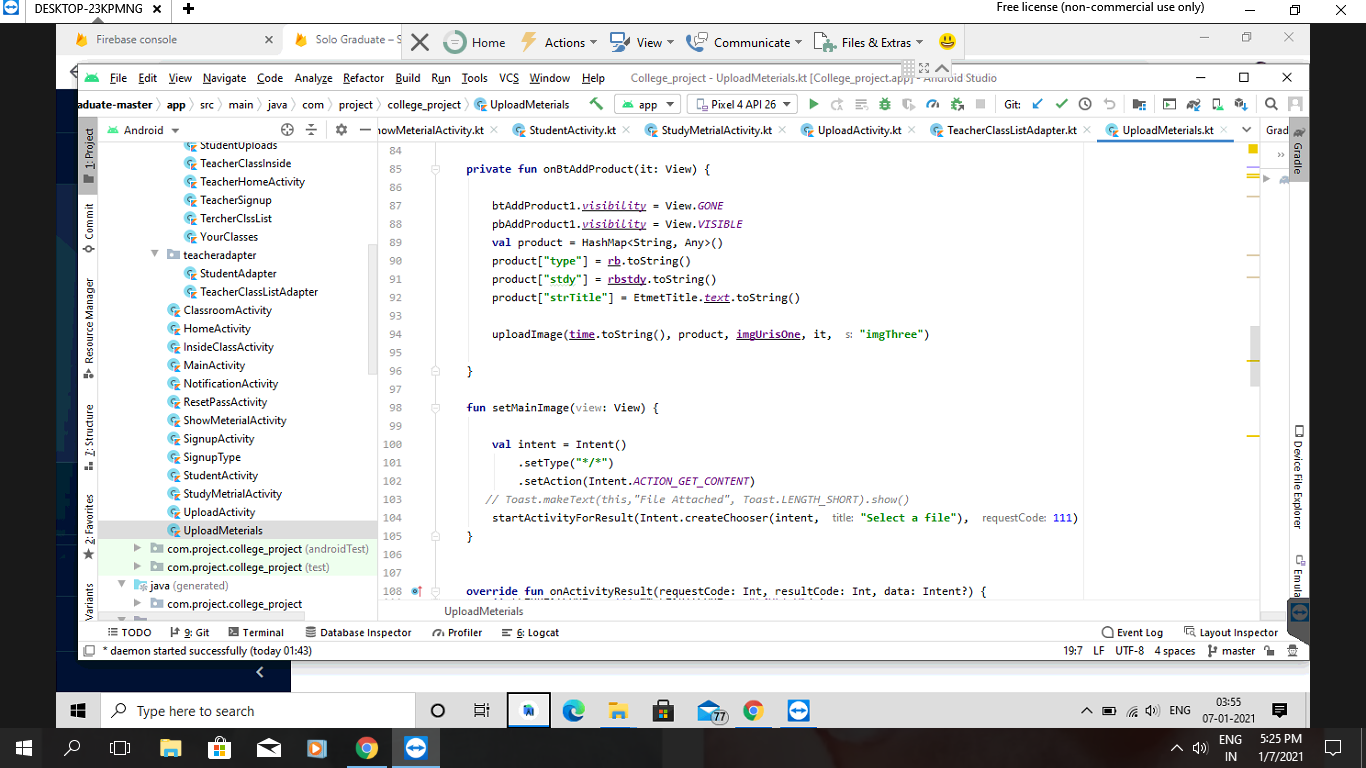 DESKTOP-23KPMNG
Free license (non-commercial use only)
Firebase console
Solo Graduate – S
Home
Actions
View
Communicate
Files & Extras
File Edit View Navigate Code Analyze Refactor Build Run Tools VCS Window Help
College_project - UploadMeterials.kt [College_project.app] - Android Studio
aduate-master app src main java com project college_project UploadMeterials
app
Pixel 4 API 26
Git:
Android
owMeterialActivity.kt
StudentActivity.kt
StudyMetrialActivity.kt
UploadActivity.kt
TeacherClassListAdapter.kt
UploadMeterials.kt
Grad
1: Project
Commit
Resource Manager
Z: Structure
2: Favorites
Variants
StudentUploads
TeacherClassInside
TeacherHomeActivity
TeacherSignup
TercherClssList
YourClasses
teacheradapter
StudentAdapter
TeacherClassListAdapter
ClassroomActivity
HomeActivity
InsideClassActivity
MainActivity
NotificationActivity
ResetPassActivity
ShowMeterialActivity
SignupActivity
SignupType
StudentActivity
StudyMetrialActivity
UploadActivity
UploadMeterials
com.project.college_project (androidTest)
com.project.college_project (test)
java (generated)
com.project.college_project
84
85 private fun onBtAddProduct(it: View) {
86
87 btAddProduct1.visibility = View.GONE
88 pbAddProduct1.visibility = View.VISIBLE
89 val product = HashMap<String, Any>()
90 product["type"] = rb.toString()
91 product["stdy"] = rbstdy.toString()
92 product["strTitle"] = EtmetTitle.text.toString()
93
94 uploadImage(time.toString(), product, imgUrisOne, it, s: "imgThree")
95
96 }
97
98 fun setMainImage(view: View) {
99
100 val intent = Intent()
101 .setType("*/*")
102 .setAction(Intent.ACTION_GET_CONTENT)
103 // Toast.makeText(this,"File Attached", Toast.LENGTH_SHORT).show()
104 startActivityForResult(Intent.createChooser(intent, title: "Select a file"), requestCode: 111)
105 }
106
107
108 override fun onActivityResult(requestCode: Int, resultCode: Int, data: Intent?) {
UploadMeterials
Gradle
Device File Explorer
Emula
TODO
9: Git
Terminal
Database Inspector
Profiler
6: Logcat
Event Log
Layout Inspector
* daemon started successfully (today 01:43)
19:7 LF UTF-8 4 spaces master
Type here to search
77
ENG
03:55
07-01-2021
ENG
IN
5:25 PM
1/7/2021